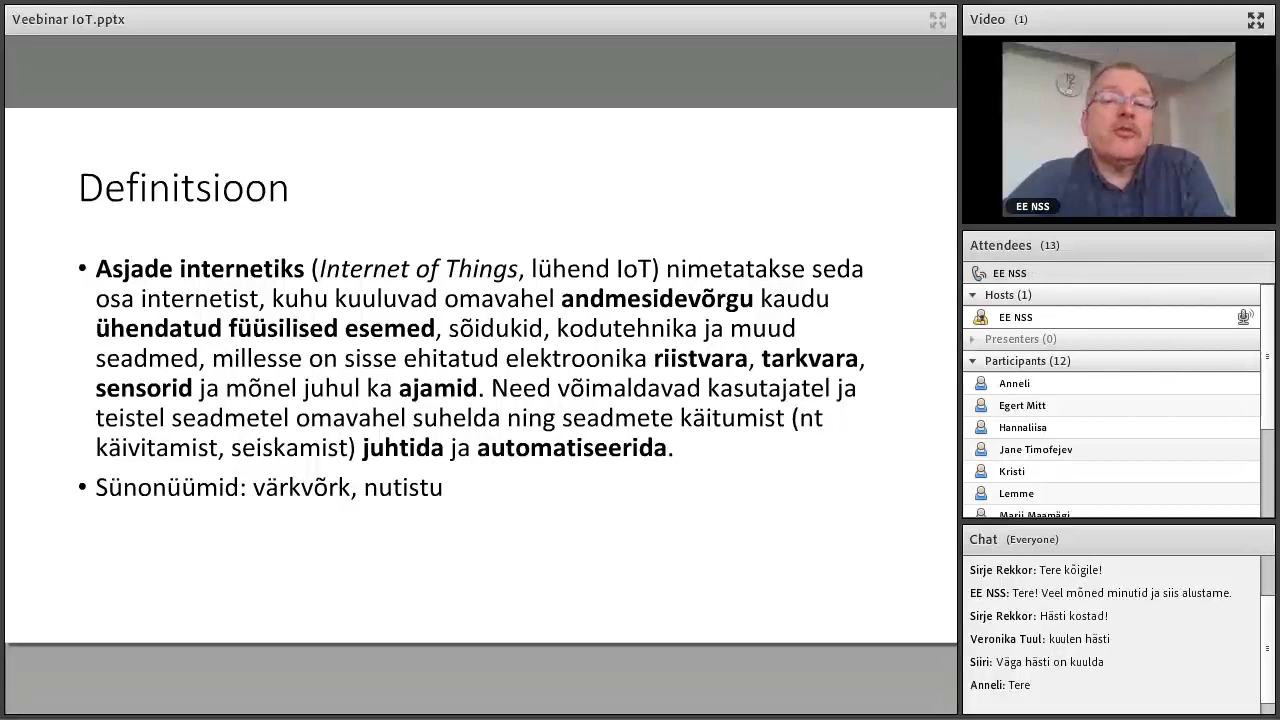 Veebinar IoT.pptx
Definitsioon
• Asjade internetiks (Internet of Things, lühend IoT) nimetatakse seda
osa internetist, kuhu kuuluvad omavahel andmesidevõrgu kaudu
ühendatud füüsilised esemed, sõidukid, kodutehnika ja muud
seadmed, millesse on sisse ehitatud elektroonika riistvara, tarkvara,
sensorid ja mõnel juhul ka ajamid. Need võimaldavad kasutajatel ja
teistel seadmetel omavahel suhelda ning seadmete käitumist (nt
käivitamist, seiskamist) juhtida ja automatiseerida.
• Sünonüümid: värkvõrk, nutistu
Video (1)
EE NSS
Attendees (13)
EE NSS
Hosts (1)
EE NSS
Presenters (0)
Participants (12)
Anneli
Egert Mitt
Hannaliisa
Jane Timofejev
Kristi
Lemme
Marii Maamägi
Chat (Everyone)
Sirje Rekkor: Tere kõigile!
EE NSS: Tere! Veel mõned minutid ja siis alustame.
Sirje Rekkor: Hästi kostad!
Veronika Tuul: kuulen hästi
Siiri: Väga hästi on kuulda
Anneli: Tere